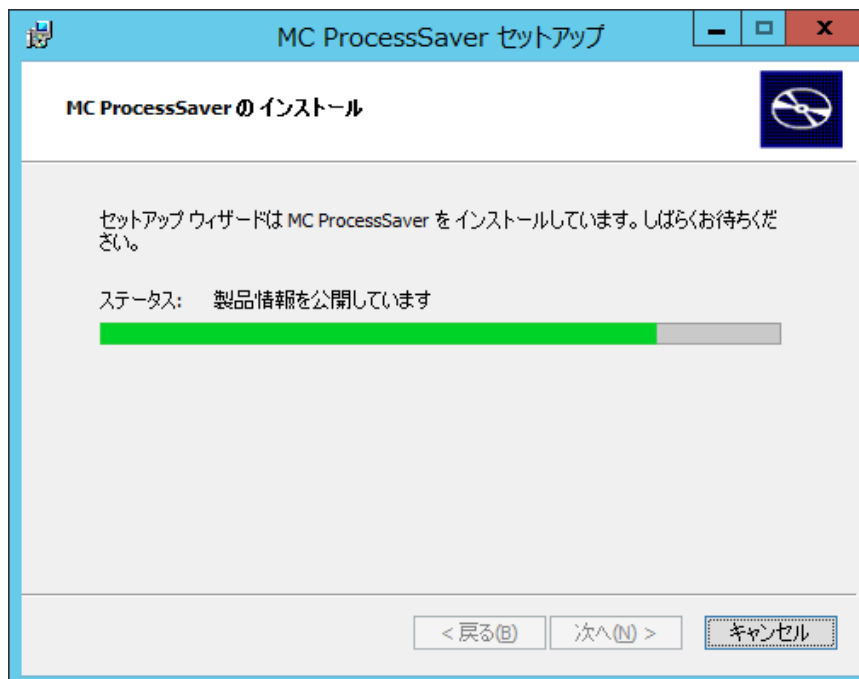 MC ProcessSaver セットアップ
MC ProcessSaver の インストール
セットアップ ウィザードは MC ProcessSaver をインストールしています。しばらくお待ちくだ
さい。
ステータス: 製品情報を公開しています
< 戻る(B) 次へ(N) > キャンセル